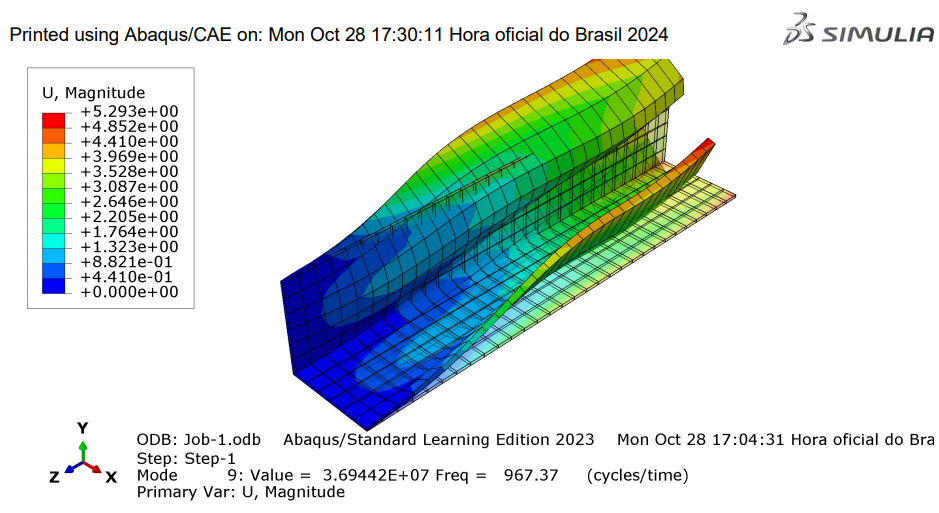 Printed using Abaqus/CAE on: Mon Oct 28 17:30:11 Hora oficial do Brasil 2024
SIMULIA
U, Magnitude
+5.293e+00
+4.852e+00
+4.410e+00
+3.969e+00
+3.528e+00
+3.087e+00
+2.646e+00
+2.205e+00
+1.764e+00
+1.323e+00
+8.821e-01
+4.410e-01
+0.000e+00
Y
Z X
ODB: Job-1.odb Abaqus/Standard Learning Edition 2023 Mon Oct 28 17:04:31 Hora oficial do Bra
Step: Step-1
Mode 9: Value = 3.69442E+07 Freq = 967.37 (cycles/time)
Primary Var: U, Magnitude